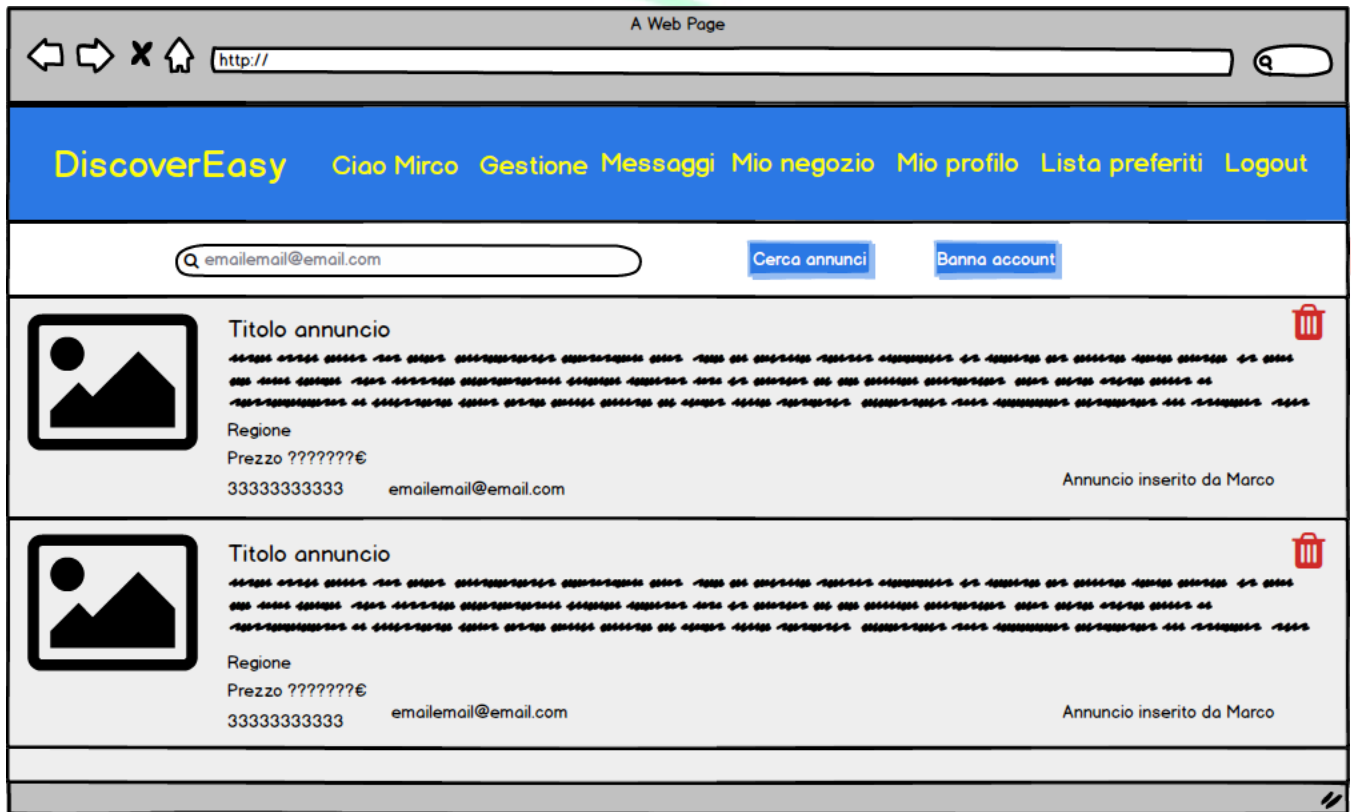 A Web Page
http://
DiscoverEasy Ciao Mirco Gestione Messaggi Mio negozio Mio profilo Lista preferiti Logout
emailemail@email.com Cerca annunci Banna account
Titolo annuncio
Regione
Prezzo ???????€
33333333333 emailemail@email.com Annuncio inserito da Marco
Titolo annuncio
Regione
Prezzo ???????€
33333333333 emailemail@email.com Annuncio inserito da Marco